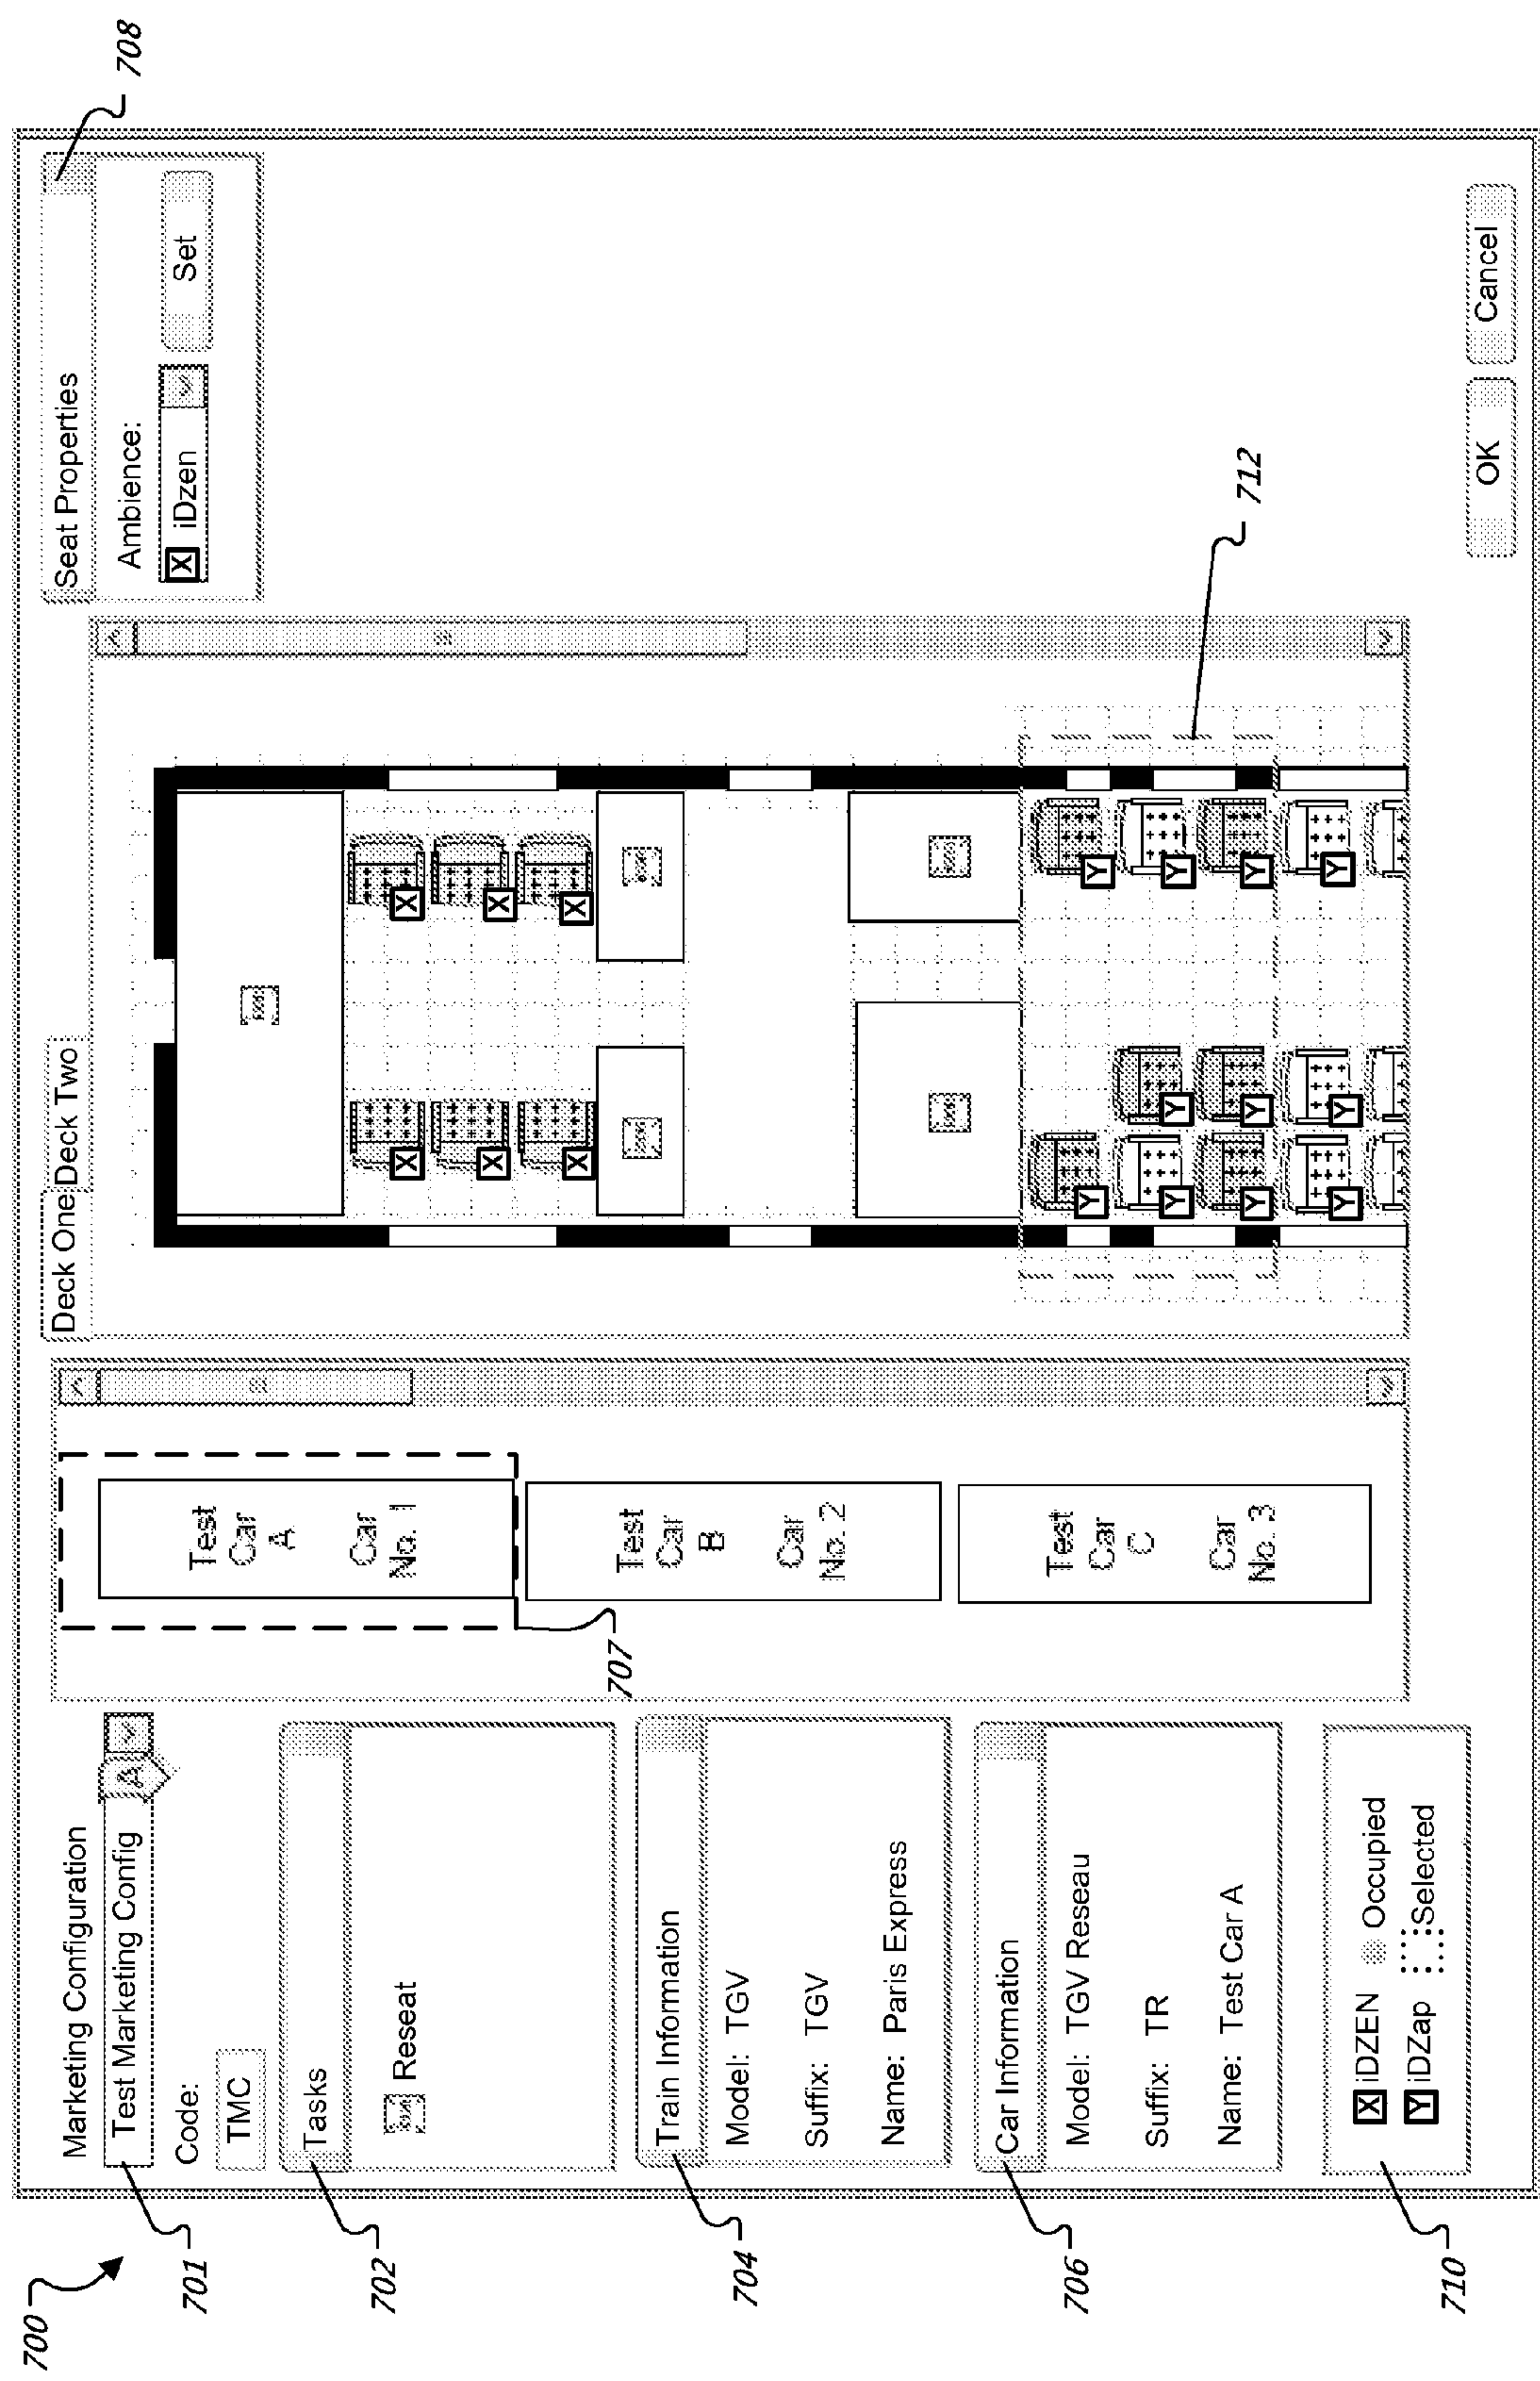 700
701
Marketing Configuration
Test Marketing Config
A
Code:
TMC
702
Tasks
Reseat
704
Train Information
Model: TGV
Suffix: TGV
Name: Paris Express
706
Car Information
Model: TGV Reseau
Suffix: TR
Name: Test Car A
710
X iDZEN Occupied
Y iDZap Selected
Test
Car
A
Car
No. 1
707
Test
Car
B
Car
No. 2
Test
Car
C
Car
No. 3
Deck One Deck Two
X X
X X
X X
Y Y
Y Y Y
Y Y Y
Y Y Y
712
708
Seat Properties
Ambience:
X iDzen
Set
OK Cancel